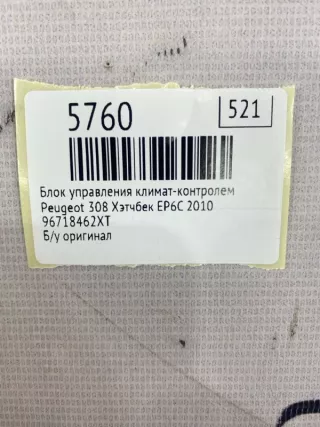 5760
521
Блок управления климат-контролем
Peugeot 308 Хэтчбек EP6C 2010
96718462XT
Б/у оригинал